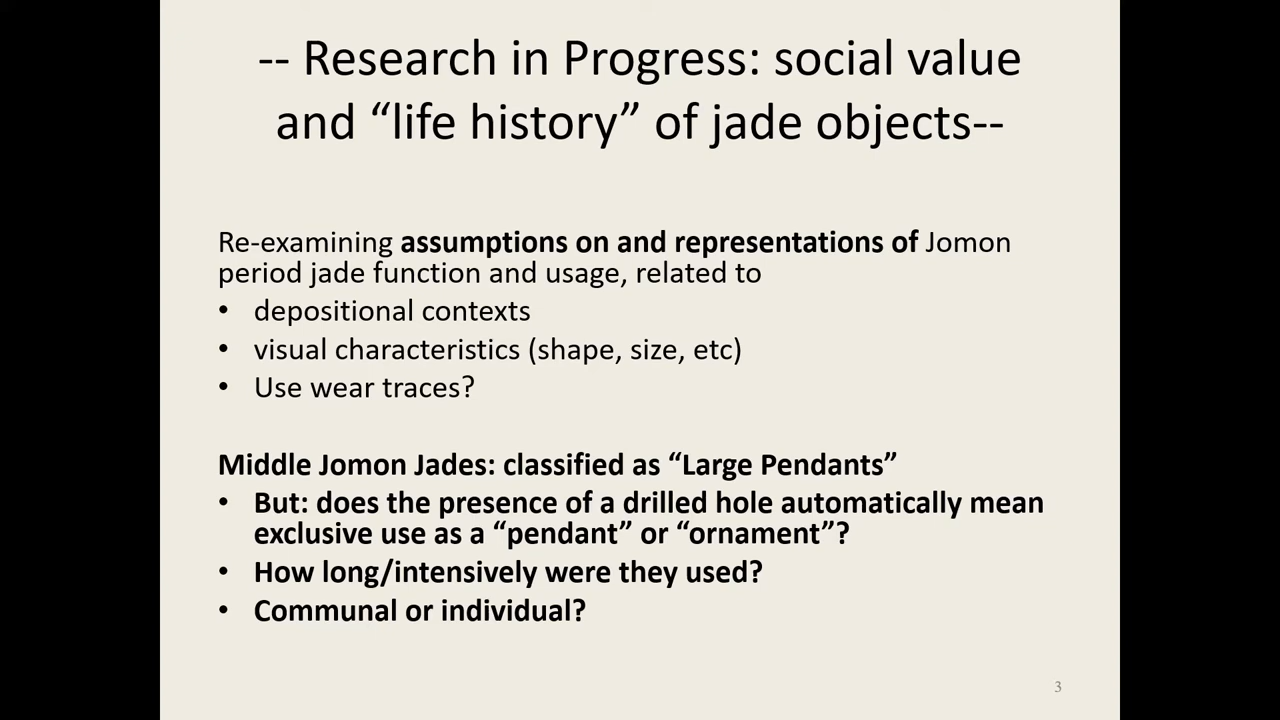 -- Research in Progress: social value
and “life history” of jade objects--
Re-examining assumptions on and representations of Jomon
period jade function and usage, related to
• depositional contexts
• visual characteristics (shape, size, etc)
• Use wear traces?
Middle Jomon Jades: classified as “Large Pendants”
• But: does the presence of a drilled hole automatically mean
exclusive use as a “pendant” or “ornament”?
• How long/intensively were they used?
• Communal or individual?
3